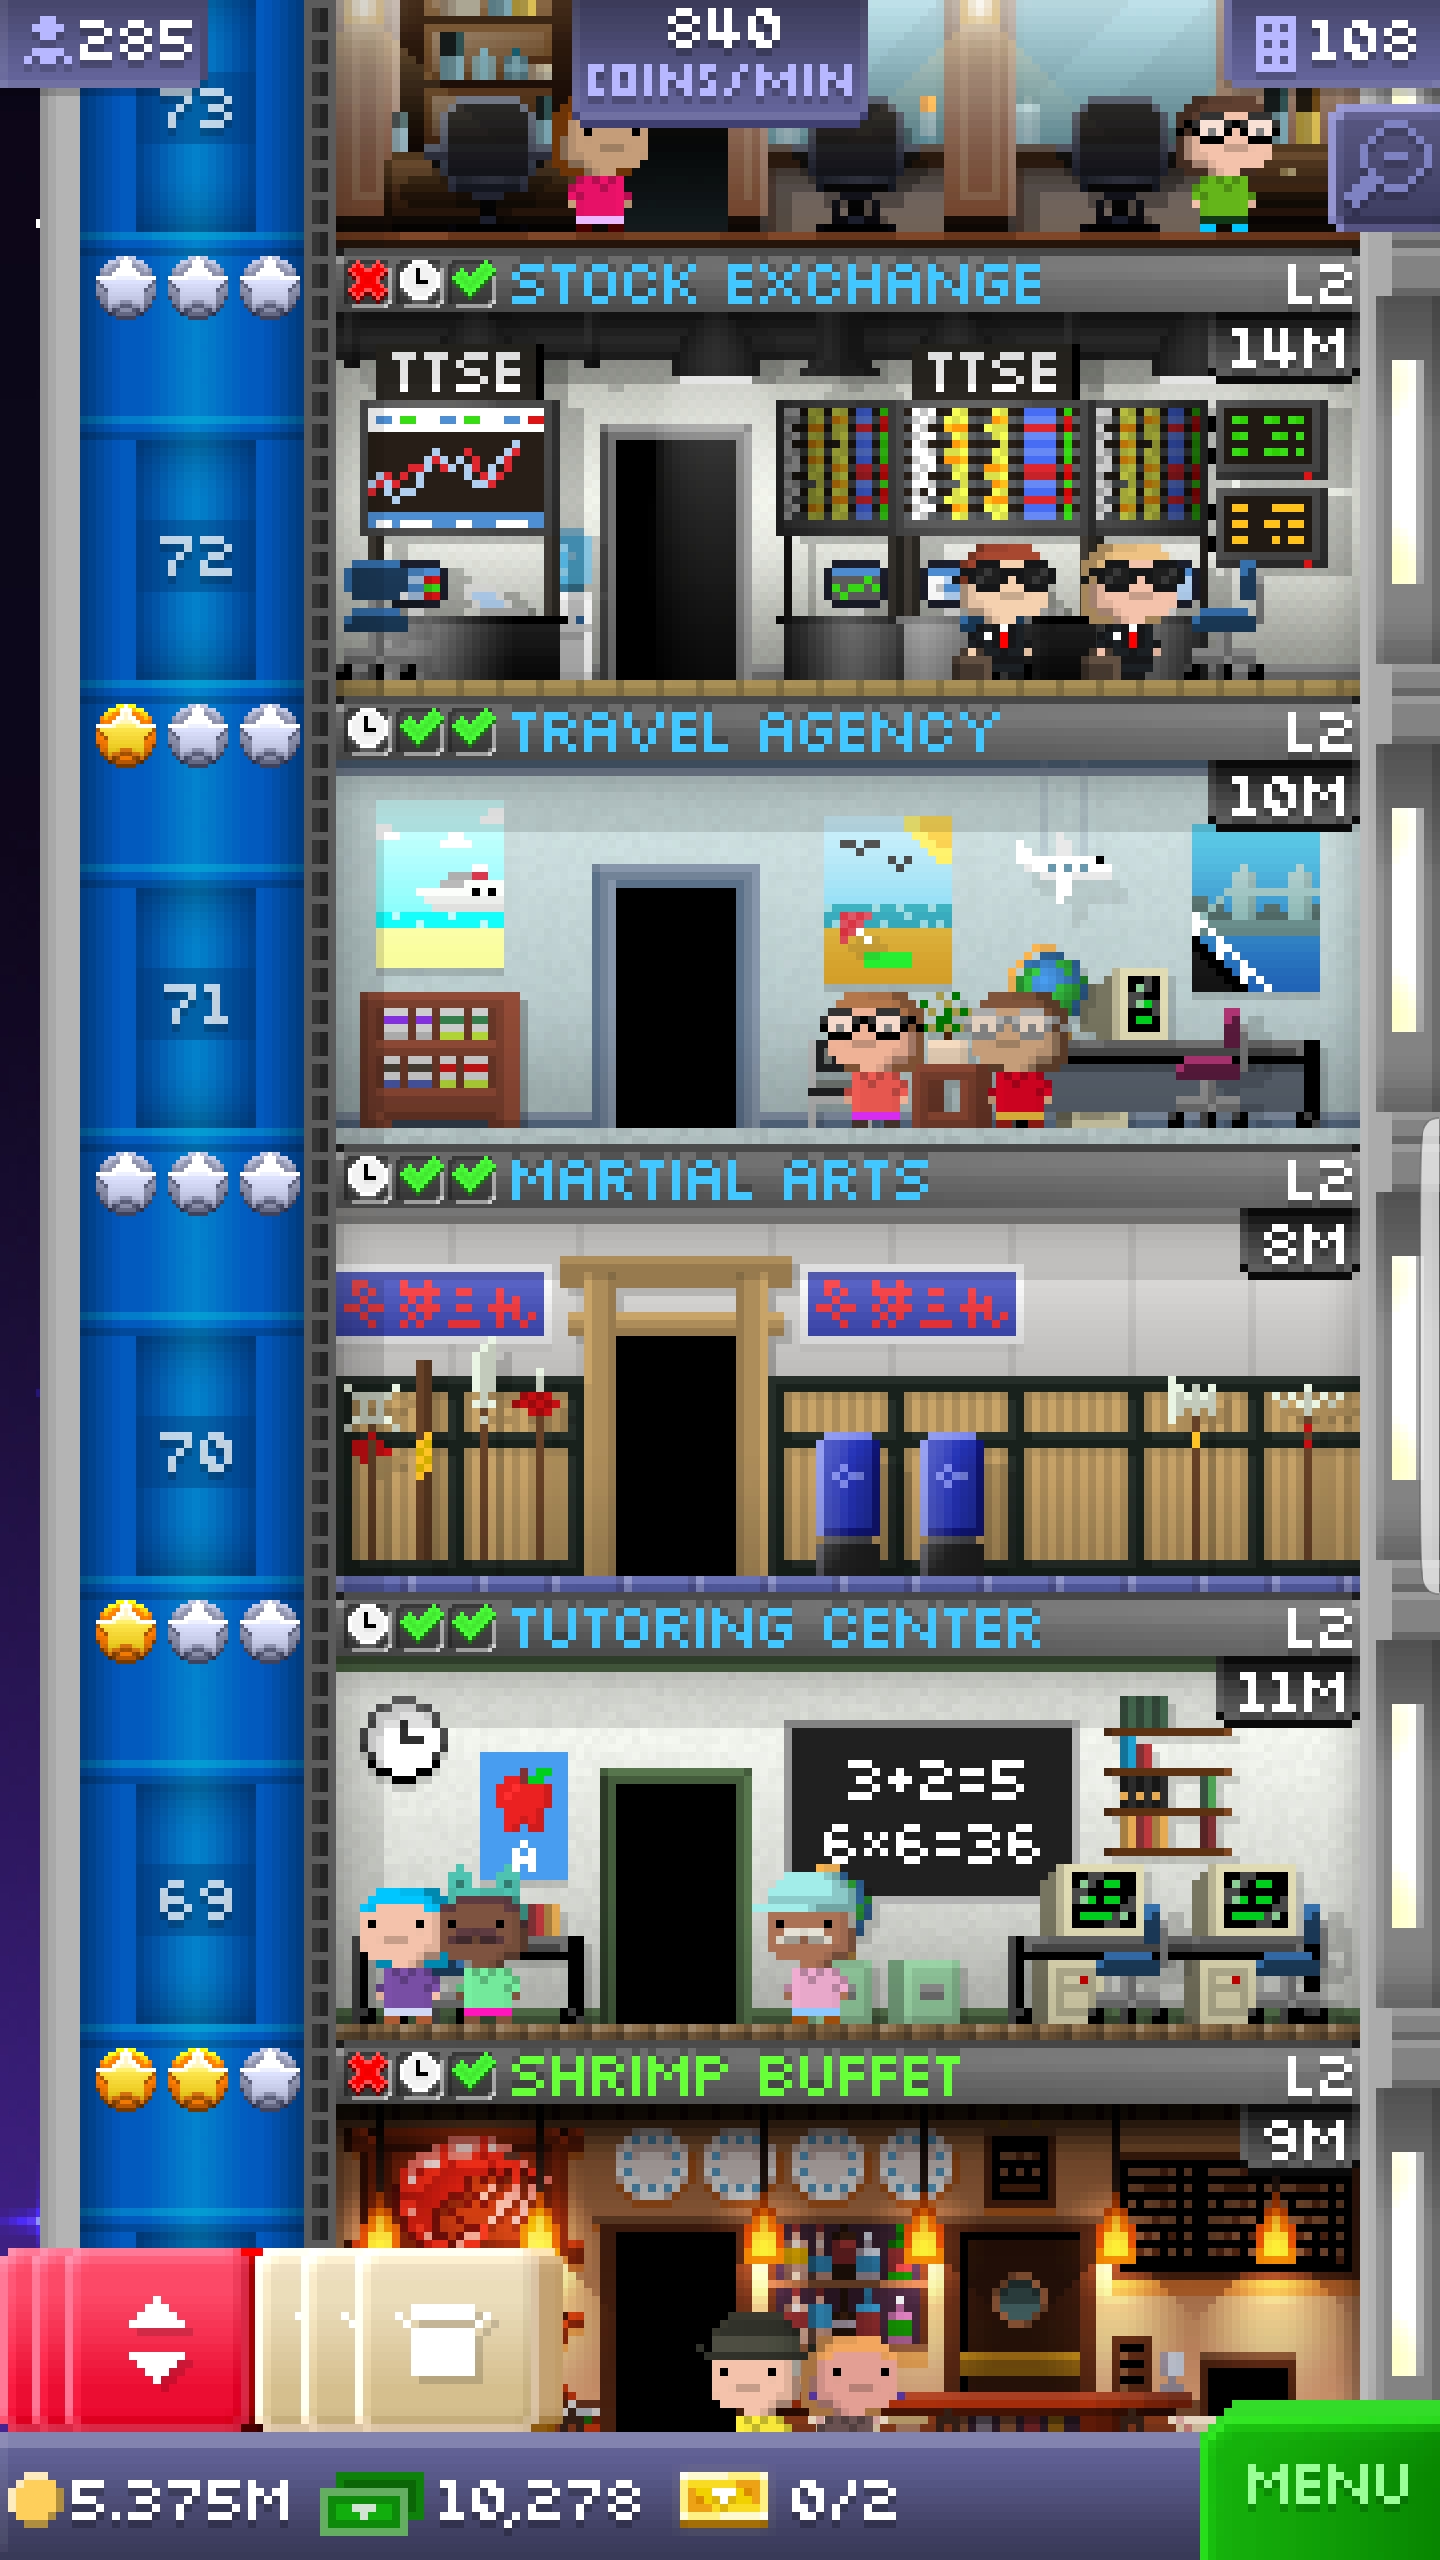 285
840
COINS/MIN
108
73
STOCK EXCHANGE
L2
14M
TTSE
TTSE
72
TRAVEL AGENCY
L2
10M
71
MARTIAL ARTS
L2
8M
70
TUTORING CENTER
L2
11M
3+2=5
6×6=36
A
69
SHRIMP BUFFET
L2
9M
5.375M
10,278
0/2
MENU